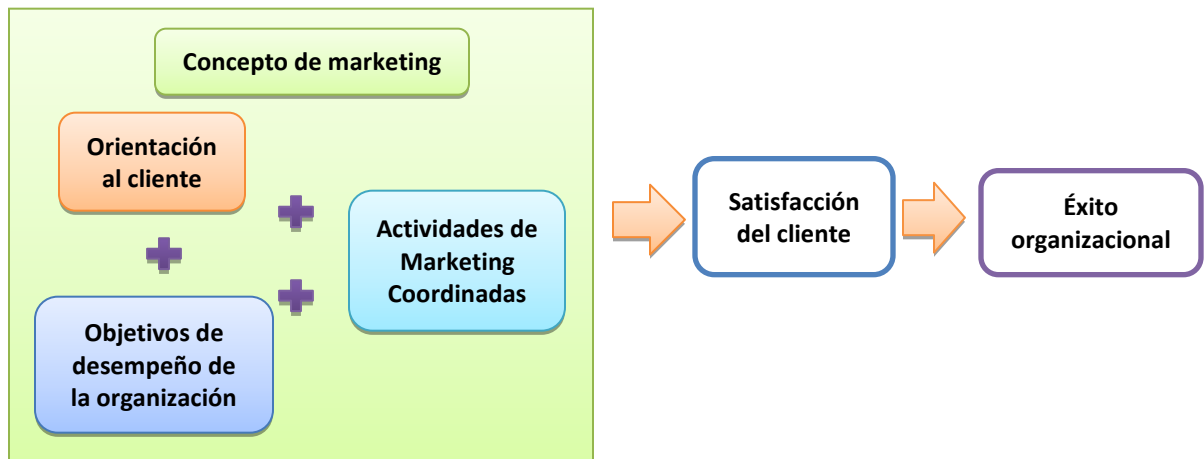 Concepto de marketing
Orientación
al cliente
Actividades de
Marketing
Coordinadas
Objetivos de
desempeño de
la organización
Satisfacción
del cliente
Éxito
organizacional